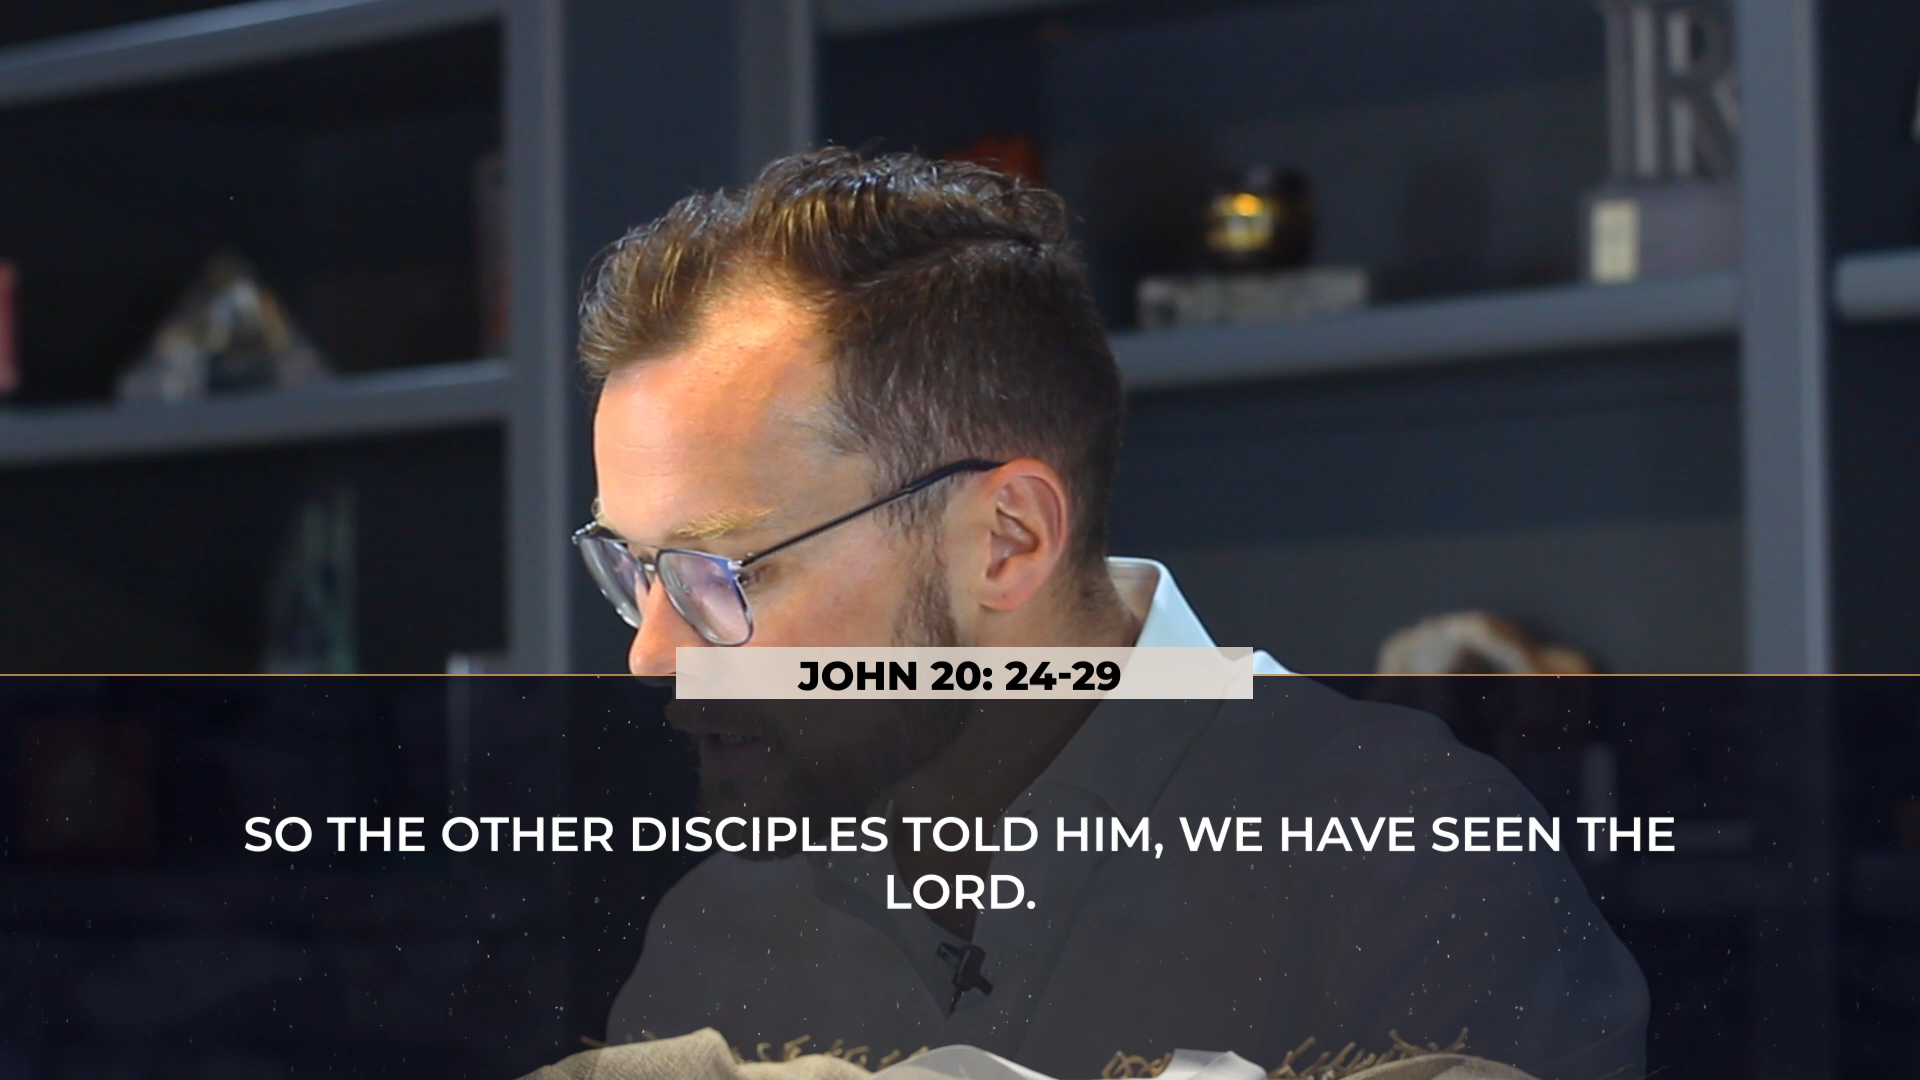 R
JOHN 20: 24-29
SO THE OTHER DISCIPLES TOLD HIM, WE HAVE SEEN THE
LORD.